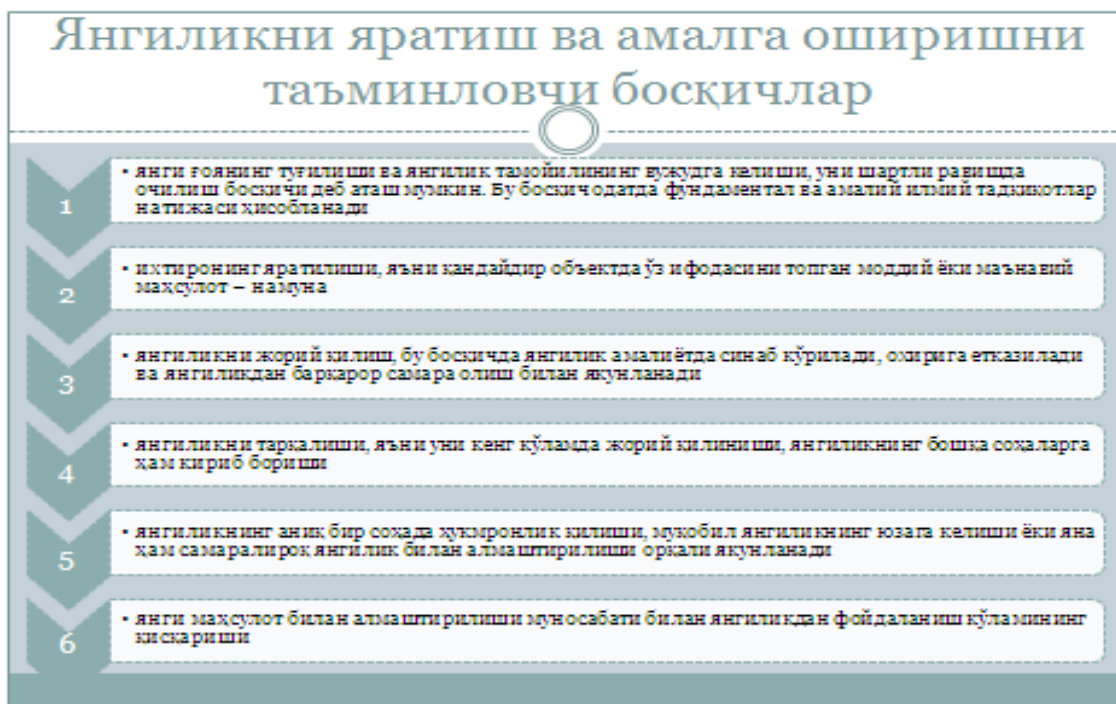 Янгиликни яратиш ва амалга оширишни
таъминловчи босқичлар
1
• янги ғоянинг туғилиши ва янгилик тамойилининг вужудга келиши, уни шартли равишда
очилиш босқичи деб аташ мумкин. Бу босқич одатда фундаментал ва амалий илмий тадқиқотлар
натижаси ҳисобланади
2
• ихтиронинг яратилиши, яъни қандайдир объектда ўз ифодасини топган моддий ёки маънавий
маҳсулот – намуна
3
• янгиликни жорий қилиш, бу босқичда янгилик амалиётда синаб кўрилади, охирига етказилади
ва янгиликдан барқарор самара олиш билан якунланади
4
• янгиликни тарқалиши, яъни уни кенг кўламда жорий қилиниши, янгиликнинг бошқа соҳаларга
ҳам кириб бориши
5
• янгиликнинг аниқ бир соҳада ҳукмронлик қилиши, муқобил янгиликнинг юзага келиши ёки яна
ҳам самаралироқ янгилик билан алмаштирилиши орқали якунланади
6
• янги маҳсулот билан алмаштирилиши муносабати билан янгиликдан фойдаланиш кўламининг
қисқариши